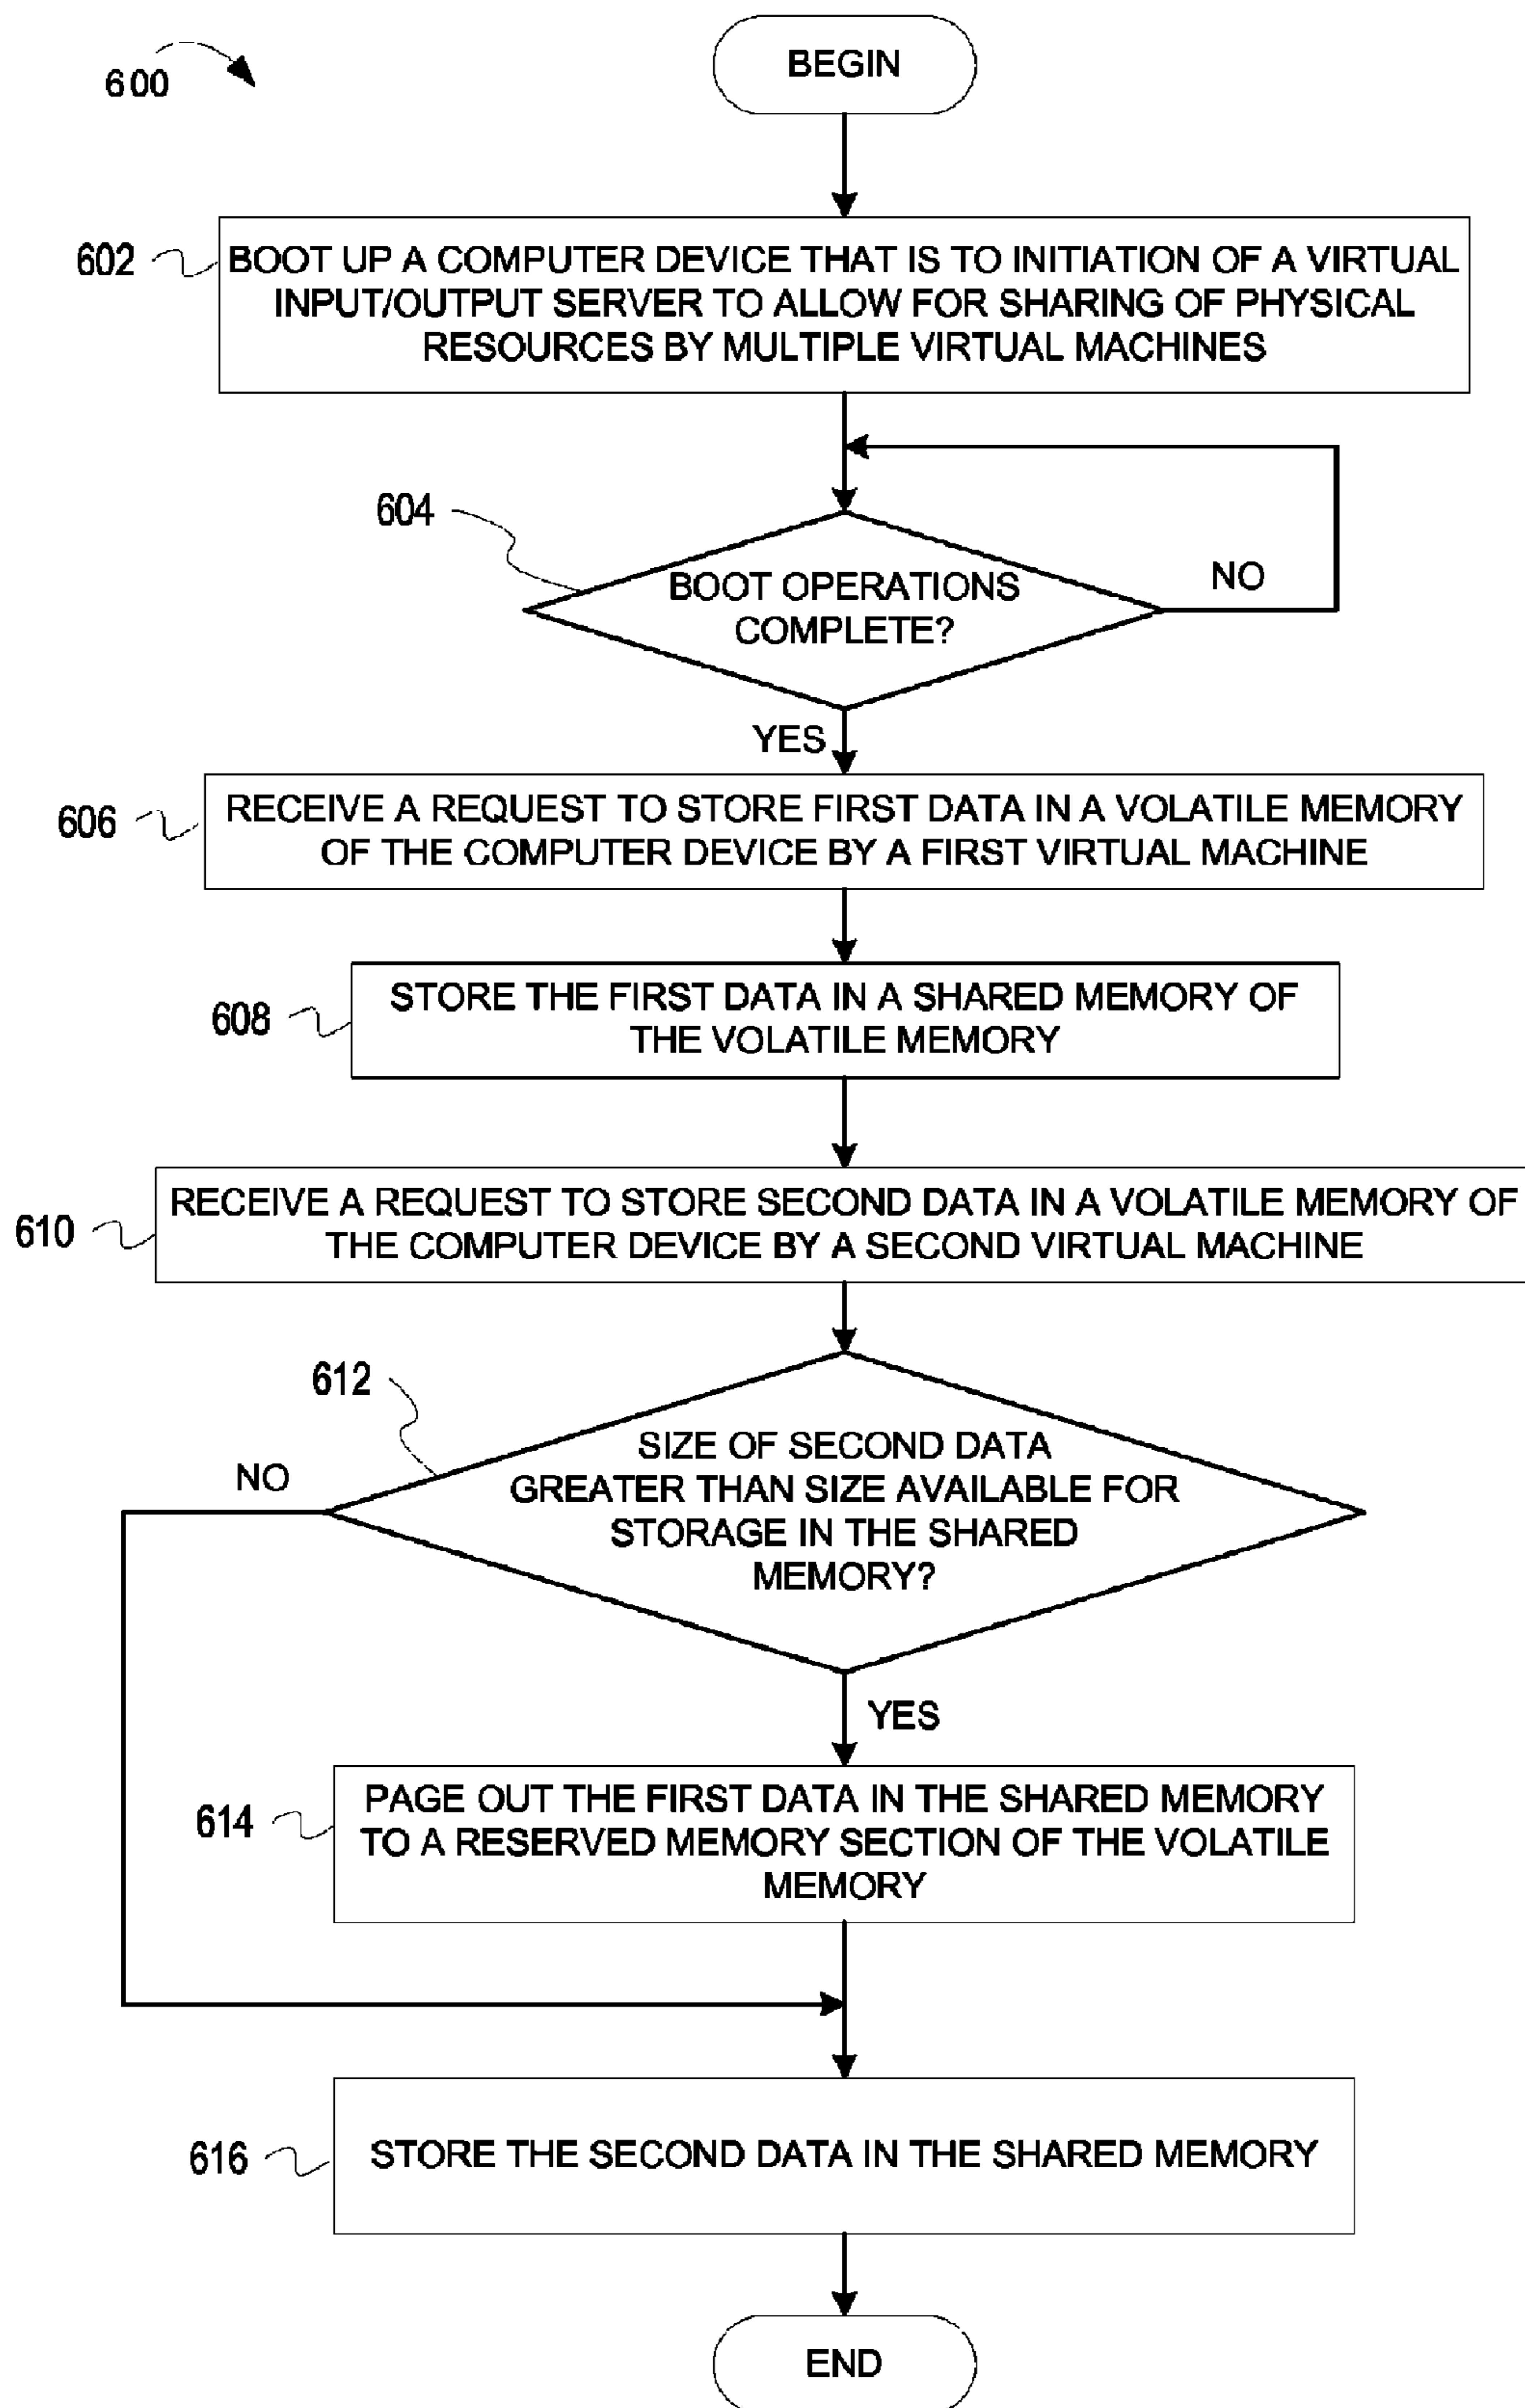 600
BEGIN
602
BOOT UP A COMPUTER DEVICE THAT IS TO INITIATION OF A VIRTUAL
INPUT/OUTPUT SERVER TO ALLOW FOR SHARING OF PHYSICAL
RESOURCES BY MULTIPLE VIRTUAL MACHINES
604
BOOT OPERATIONS
COMPLETE?
NO
YES
606
RECEIVE A REQUEST TO STORE FIRST DATA IN A VOLATILE MEMORY
OF THE COMPUTER DEVICE BY A FIRST VIRTUAL MACHINE
608
STORE THE FIRST DATA IN A SHARED MEMORY OF
THE VOLATILE MEMORY
610
RECEIVE A REQUEST TO STORE SECOND DATA IN A VOLATILE MEMORY OF
THE COMPUTER DEVICE BY A SECOND VIRTUAL MACHINE
612
SIZE OF SECOND DATA
GREATER THAN SIZE AVAILABLE FOR
STORAGE IN THE SHARED
MEMORY?
NO
YES
614
PAGE OUT THE FIRST DATA IN THE SHARED MEMORY
TO A RESERVED MEMORY SECTION OF THE VOLATILE
MEMORY
616
STORE THE SECOND DATA IN THE SHARED MEMORY
END